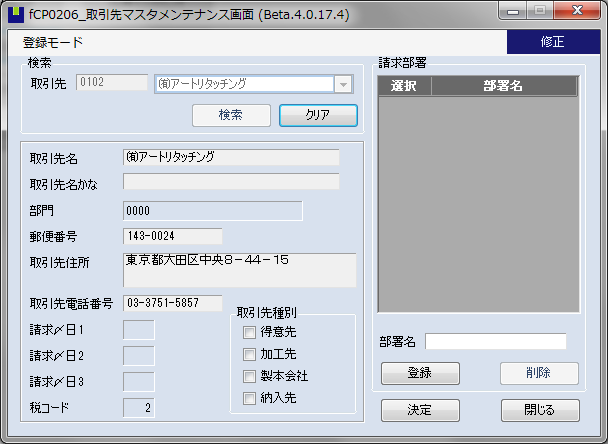 fCP0206_取引先マスタメンテナンス画面 (Beta.4.0.17.4)
登録モード
修正
検索
取引先 0102 ㈲アートリタッチング
検索 クリア
取引先名 ㈲アートリタッチング
取引先名かな
部門 0000
郵便番号 143-0024
取引先住所 東京都大田区中央８－４４－１５
取引先電話番号 03-3751-5857
請求〆日1
請求〆日2
請求〆日3
税コード 2
取引先種別
得意先
加工先
製本会社
納入先
請求部署
選択 部署名
部署名
登録 削除
決定 閉じる